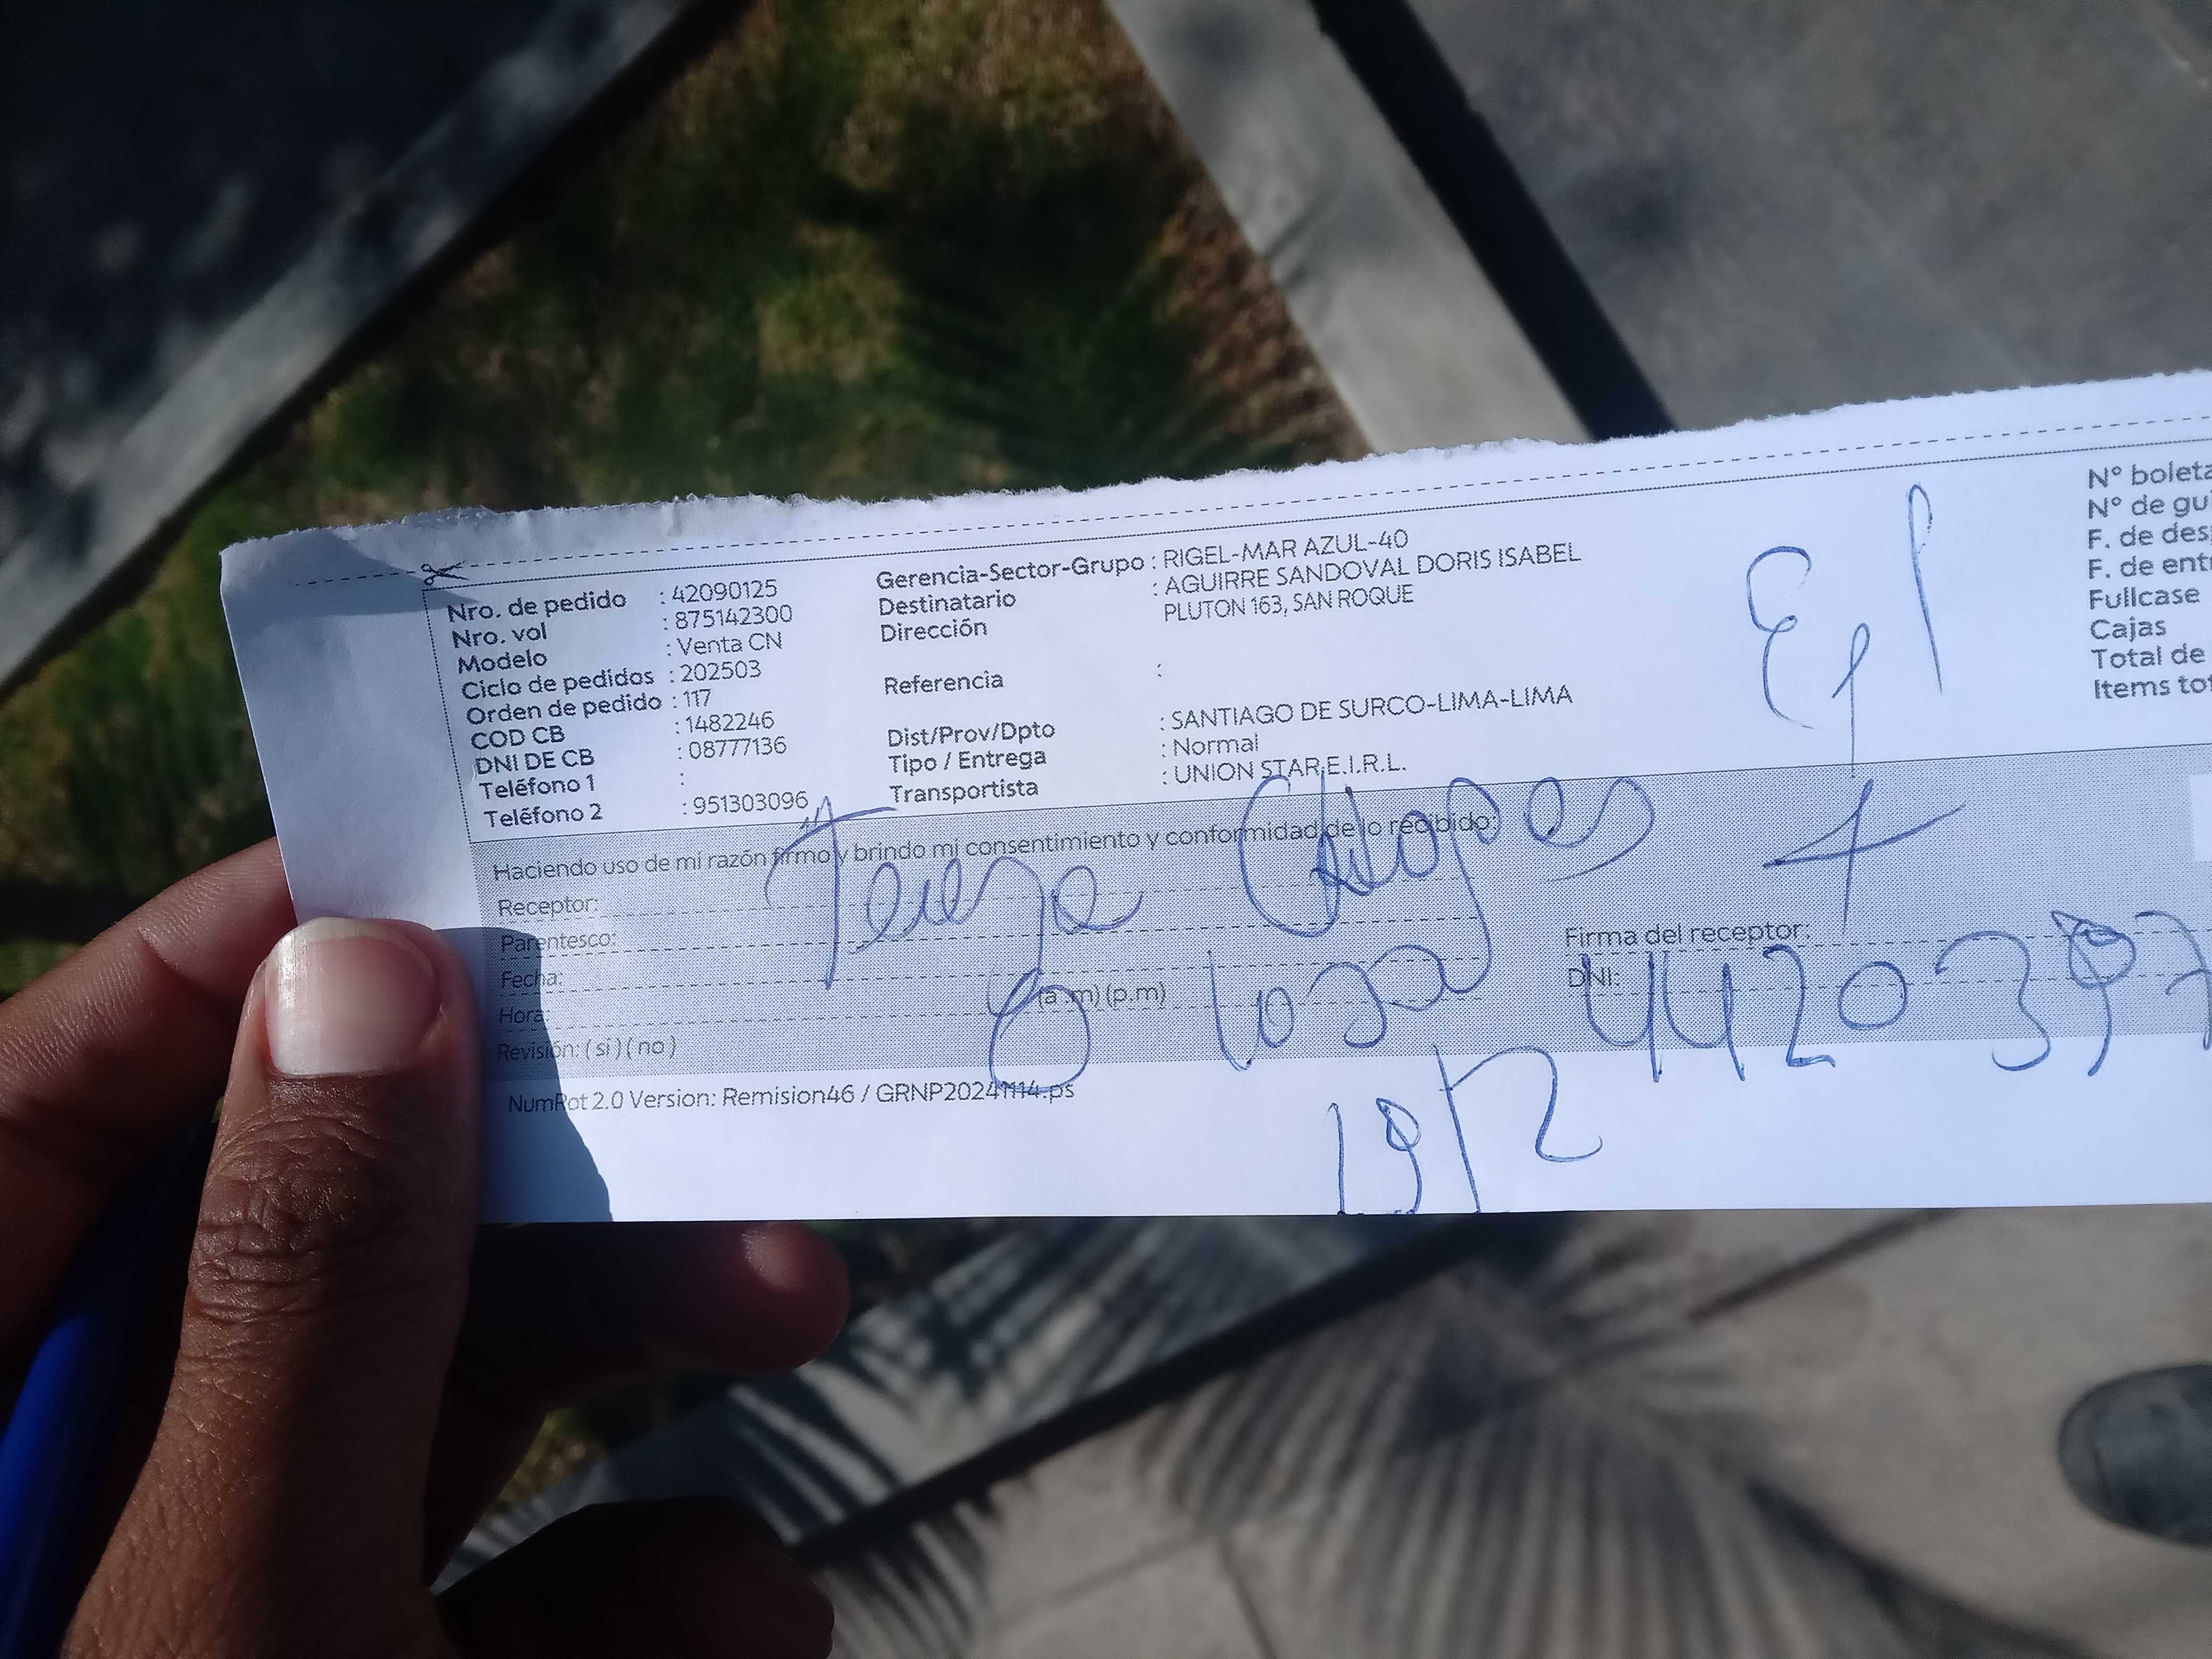 Nro. de pedido : 42090125
Nro. vol : 875142300
Modelo : Venta CN
Ciclo de pedidos : 202503
Orden de pedido : 117
COD CB : 1482246
DNI DE CB : 08777136
Teléfono 1 :
Teléfono 2 : 951303096
Gerencia-Sector-Grupo : RIGEL-MAR AZUL-40
Destinatario : AGUIRRE SANDOVAL DORIS ISABEL
Dirección PLUTON 163, SAN ROQUE
Referencia :
Dist/Prov/Dpto : SANTIAGO DE SURCO-LIMA-LIMA
Tipo / Entrega : Normal
Transportista : UNION STAR E.I.R.L.
N° boleta
N° de gu
F. de des
F. de ent
Fullcase
Cajas
Total de
Items to
Haciendo uso de mi razón firmo y brindo mi consentimiento y conformidad de lo recibido:
Receptor:
Parentesco:
Fecha:
Hora: (a .m) (p.m)
Revisión: ( si ) ( no )
Firma del receptor:
DNI:
19/2
NumRot 2.0 Version: Remision46 / GRNP20241114.ps